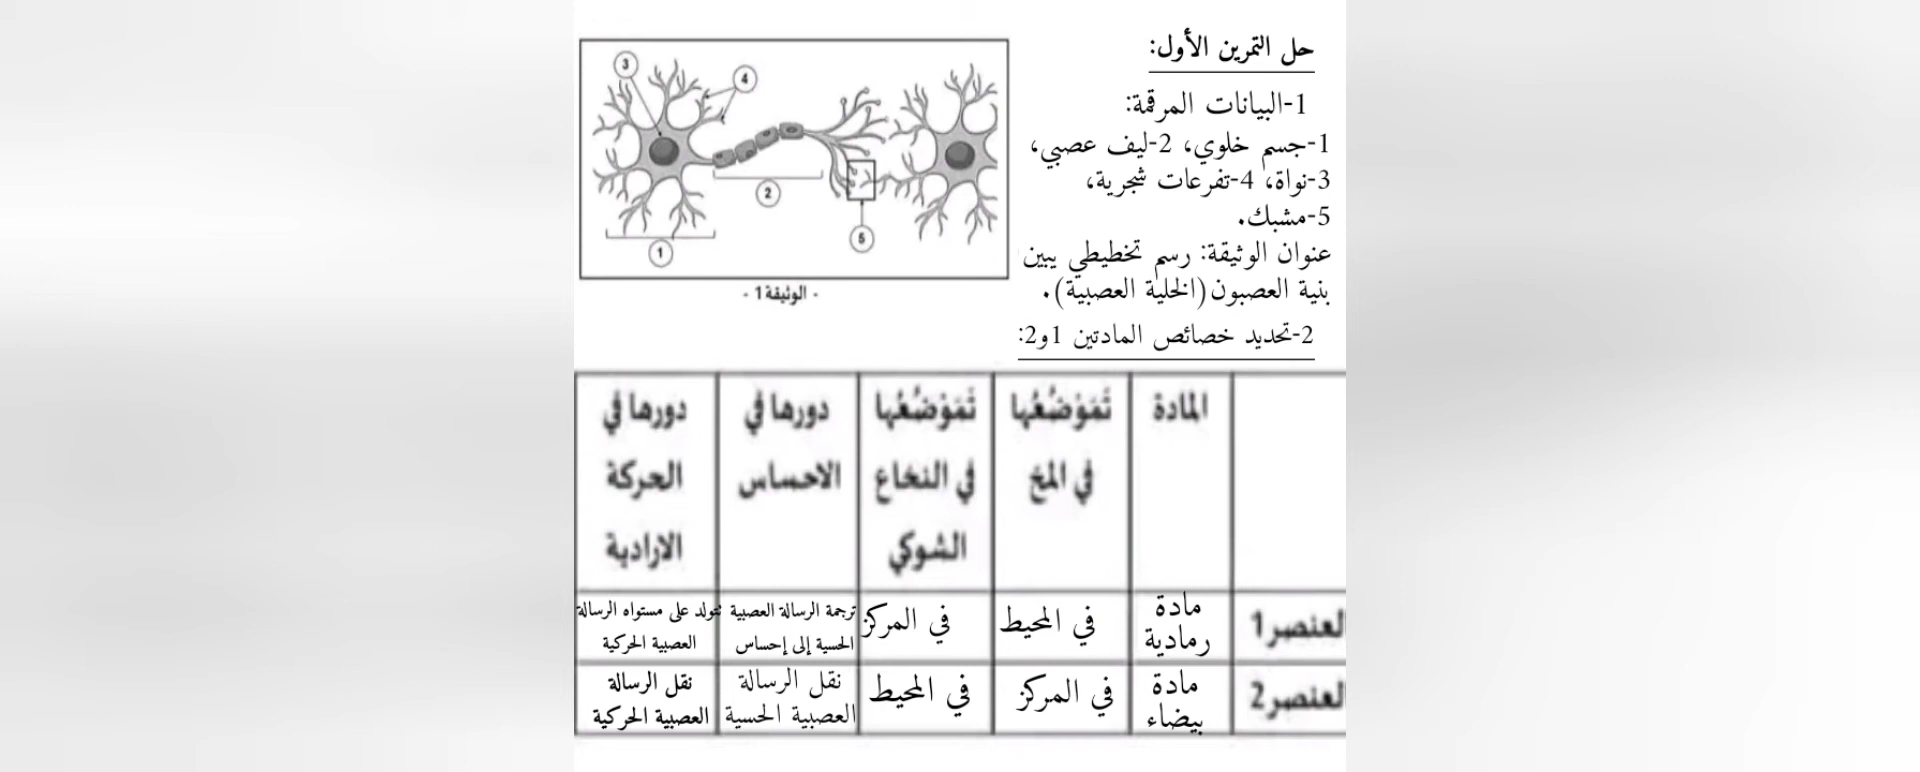 حل التمرين الأول:
1-البيانات المرقمة:
1-جسم خلوي، 2-ليف عصبي،
3-نواة، 4-تفرعات شجرية،
5-مشبك.
عنوان الوثيقة: رسم تخطيطي يبين
بنية العصبون(الخلية العصبية).
3
4
2
5
1
- الوثيقة 1 -
2-تحديد خصائص المادتين 1و2:
المادة
تَمَوْضُعُها
في المخ
تَمَوْضُعُها
في النخاع
الشوكي
دورها في
الاحساس
دورها في
الحركة
الارادية
العنصر1
مادة
رمادية
في المحيط
في المركز
ترجمة الرسالة العصبية
الحسية إلى إحساس
تتولد على مستواه الرسالة
العصبية الحركية
العنصر2
مادة
بيضاء
في المركز
في المحيط
نقل الرسالة
العصبية الحسية
نقل الرسالة
العصبية الحركية